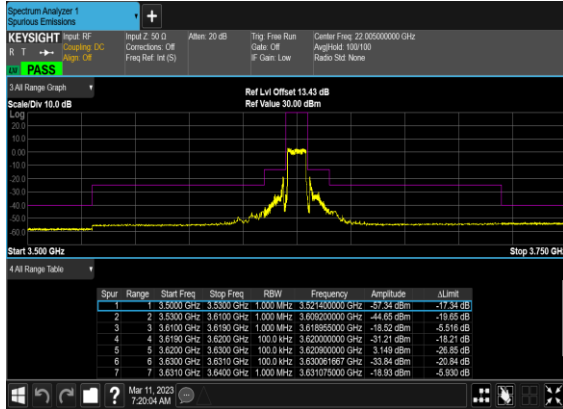 Spectrum Analyzer 1
Spurious Emissions
+
KEYSIGHT Input: RF Input Z: 50 Ω Atten: 20 dB Trig: Free Run Center Freq: 22.005000000 GHz
R T Coupling: DC Corrections: Off Gate: Off Avg|Hold: 100/100
Align: Off Freq Ref: Int (S) IF Gain: Low Radio Std: None
PASS
3 All Range Graph
Ref Lvl Offset 13.43 dB
Scale/Div 10.0 dB Ref Value 30.00 dBm
Log
20.0
10.0
0.00
-10.0
-20.0
-30.0
-40.0
-50.0
-60.0
Start 3.500 GHz Stop 3.750 GHz
4 All Range Table
Spur Range Start Freq Stop Freq RBW Frequency Amplitude ΔLimit
1 1 3.5000 GHz 3.5300 GHz 1.000 MHz 3.521400000 GHz -57.34 dBm -17.34 dB
2 2 3.5300 GHz 3.6100 GHz 1.000 MHz 3.609200000 GHz -44.65 dBm -19.65 dB
3 3 3.6100 GHz 3.6190 GHz 1.000 MHz 3.618955000 GHz -18.52 dBm -5.516 dB
4 4 3.6190 GHz 3.6200 GHz 100.0 kHz 3.620000000 GHz -31.21 dBm -18.21 dB
5 5 3.6200 GHz 3.6300 GHz 100.0 kHz 3.620900000 GHz 3.149 dBm -26.85 dB
6 6 3.6300 GHz 3.6310 GHz 100.0 kHz 3.630061667 GHz -33.84 dBm -20.84 dB
7 7 3.6310 GHz 3.6400 GHz 1.000 MHz 3.631075000 GHz -18.93 dBm -5.930 dB
? Mar 11, 2023
7:20:04 AM